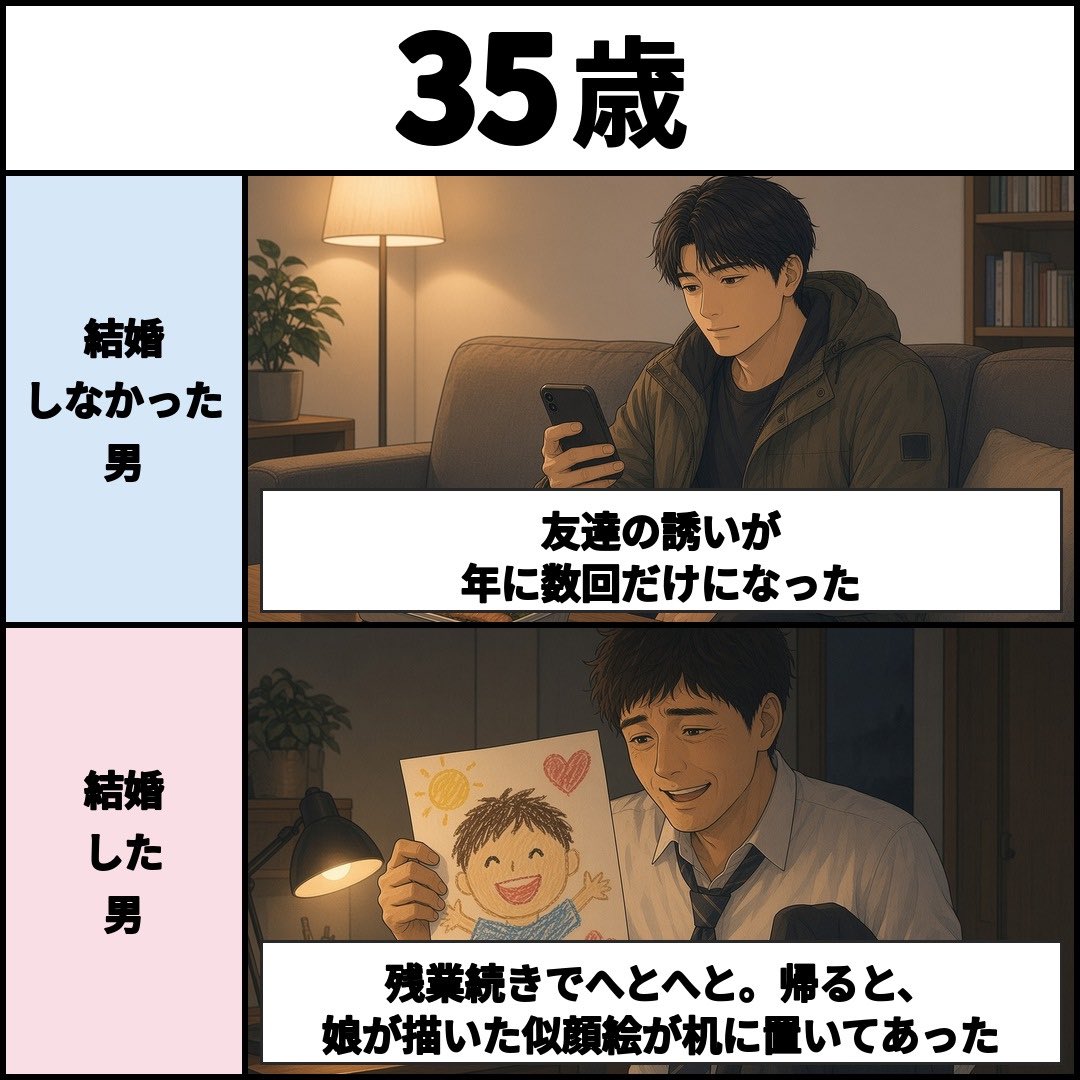 35歳
結婚
しなかった
男
友達の誘いが
年に数回だけになった
結婚
した
男
残業続きでへとへと。帰ると、
娘が描いた似顔絵が机に置いてあった